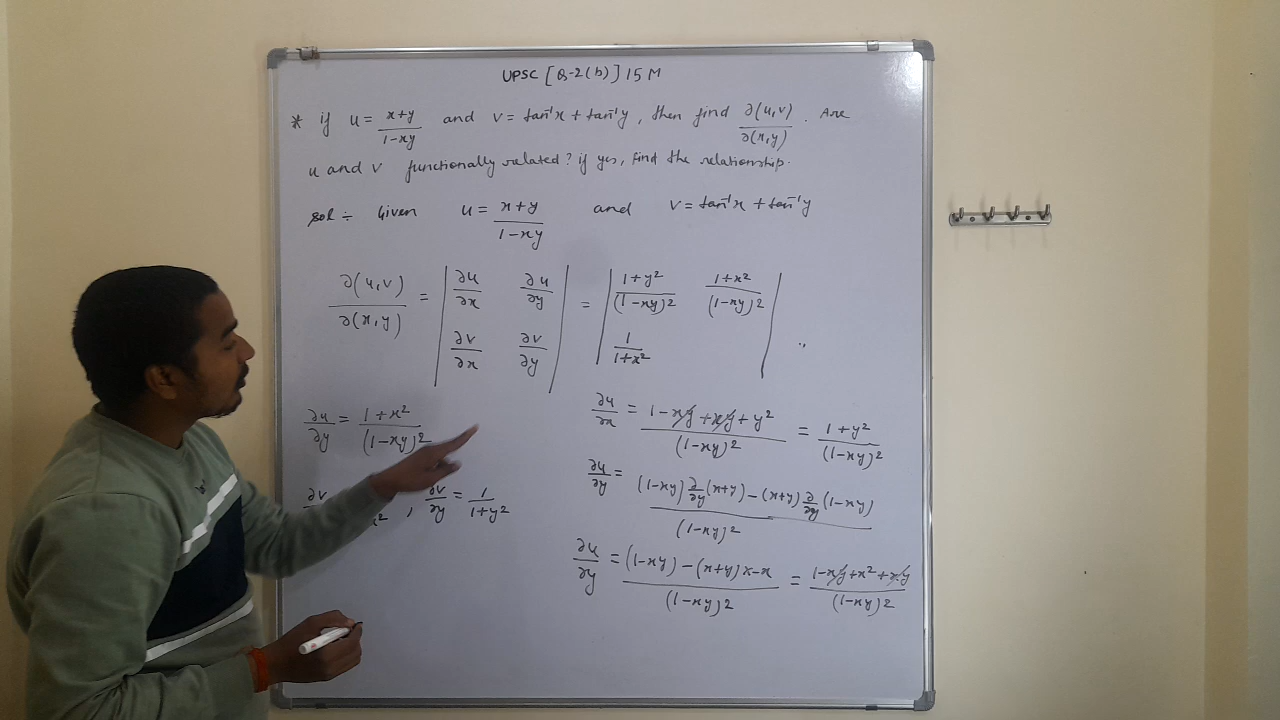 UPSC [Q-2(b)] 15 M
* if u = x+y/1-xy and v = tan⁻¹x + tan⁻¹y, then find ∂(u,v)/∂(x,y). Are
u and v functionally related? if yes, find the relationship.
sol ÷ Given u = x+y/1-xy and v = tan⁻¹x + tan⁻¹y
∂(u,v)/∂(x,y) = | ∂u/∂x ∂u/∂y | = | 1+y²/(1-xy)² 1+x²/(1-xy)² |
| ∂v/∂x ∂v/∂y | | 1/1+x² |
∂u/∂y = 1+x²/(1-xy)²
∂v , ∂v/∂y = 1/1+y²
∂u/∂x = 1-xy+xy+y²/(1-xy)² = 1+y²/(1-xy)²
∂u/∂y = (1-xy) ∂/∂y (x+y) - (x+y) ∂/∂y (1-xy)/(1-xy)²
∂u/∂y = (1-xy) - (x+y)x-x/(1-xy)² = 1-xy+x²+xy/(1-xy)²